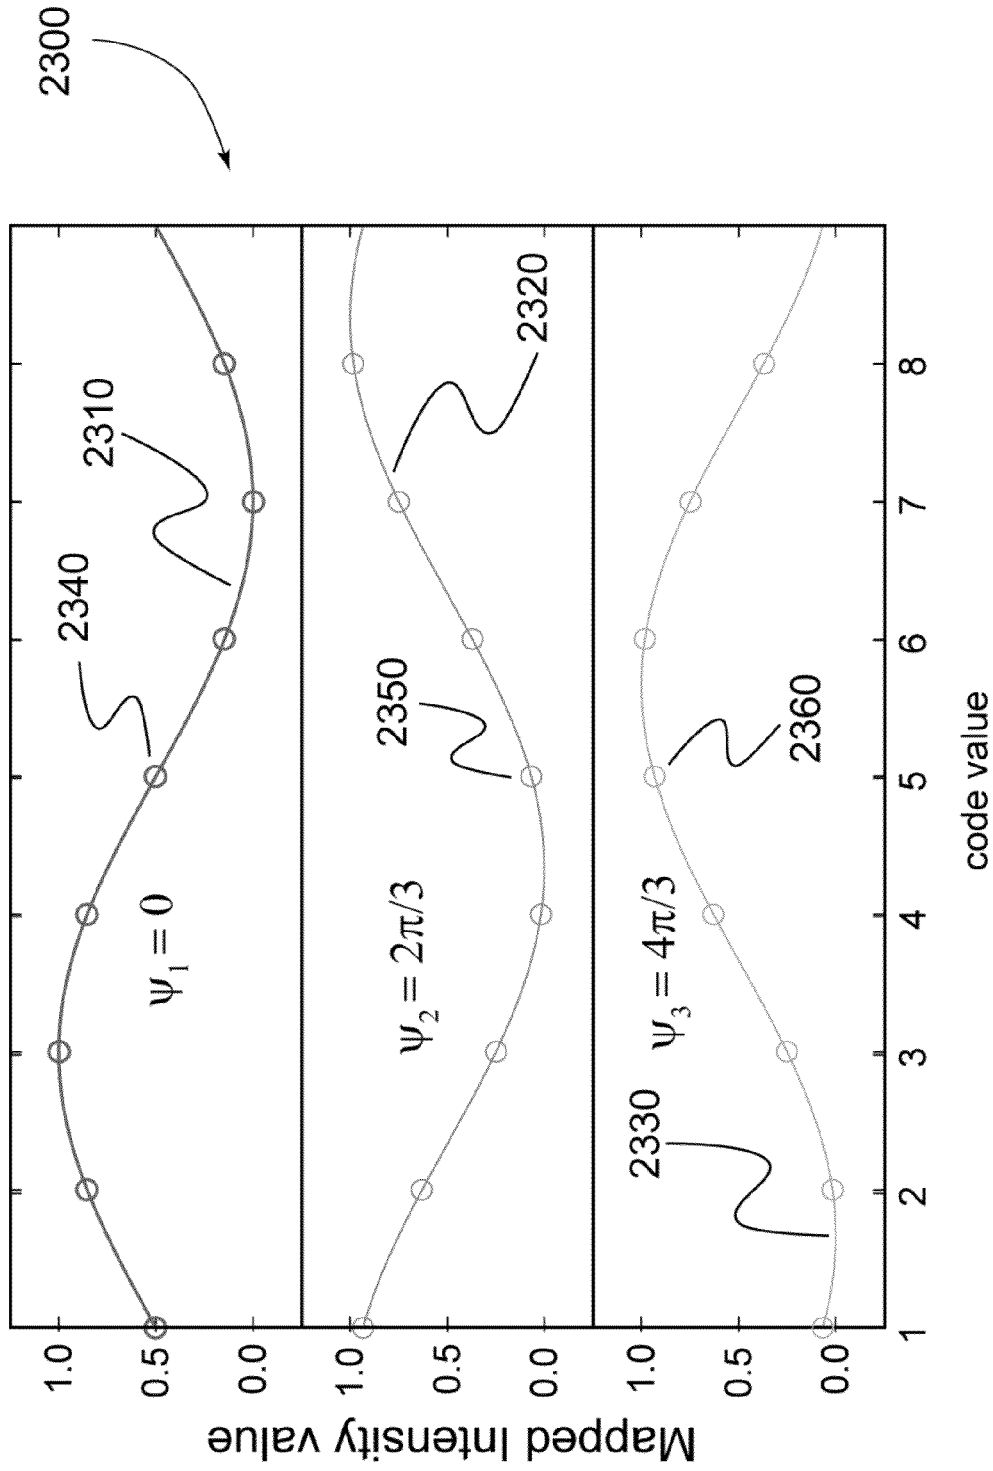 2300
Mapped Intensity value
1.0
0.5
0.0
2340
2310
ψ1 = 0
1.0
0.5
0.0
ψ2 = 2π/3
2350
2320
1.0
0.5
0.0
2330
ψ3 = 4π/3
2360
1 2 3 4 5 6 7 8
code value